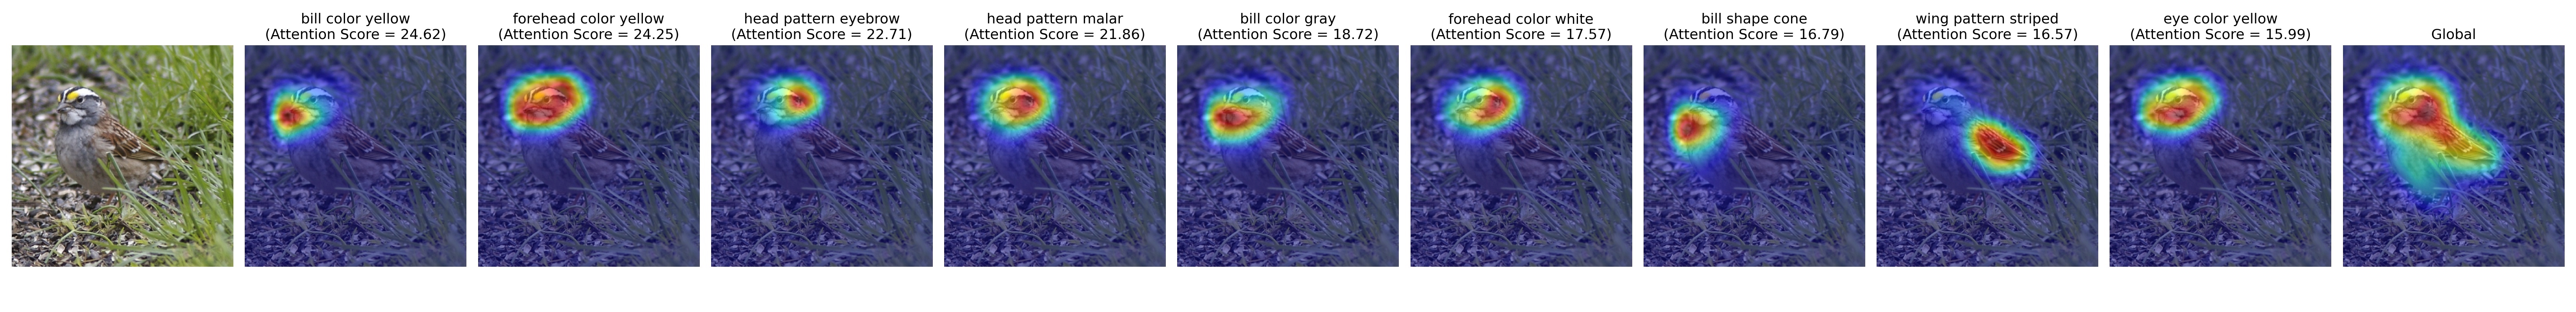 bill color yellow
(Attention Score = 24.62)
forehead color yellow
(Attention Score = 24.25)
head pattern eyebrow
(Attention Score = 22.71)
head pattern malar
(Attention Score = 21.86)
bill color gray
(Attention Score = 18.72)
forehead color white
(Attention Score = 17.57)
bill shape cone
(Attention Score = 16.79)
wing pattern striped
(Attention Score = 16.57)
eye color yellow
(Attention Score = 15.99)
Global